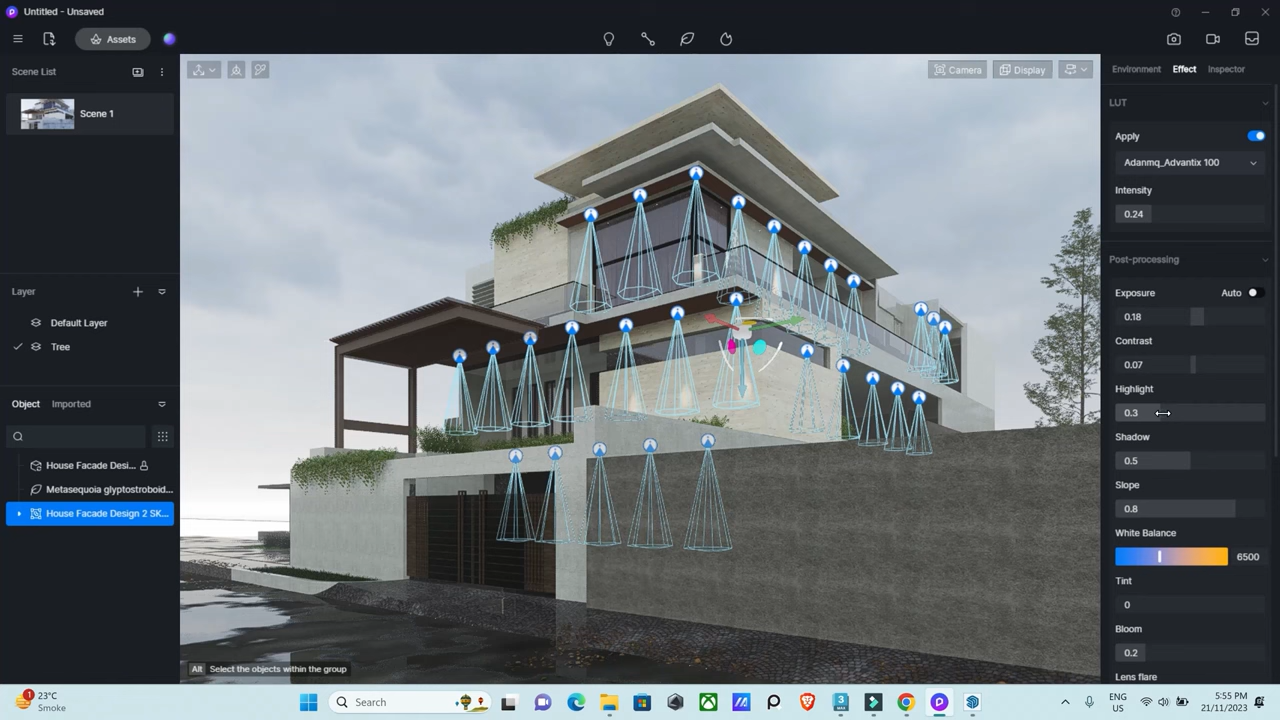 Untitled - Unsaved
Assets
Scene List
Camera
Display
Environment
Effect
Inspector
LUT
Scene 1
Apply
Adanmq_Advantix 100
Intensity
0.24
Post-processing
Exposure
Auto
0.18
Contrast
0.07
Highlight
0.3
Shadow
0.5
Slope
0.8
White Balance
6500
Tint
0
Bloom
0.2
Lens flare
Layer
Default Layer
Tree
Object
Imported
House Facade Desi...
Metasequoia glyptostroboid...
House Facade Design 2 SK...
Alt Select the objects within the group
1
23°C
Smoke
Search
ENG
US
5:55 PM
21/11/2023